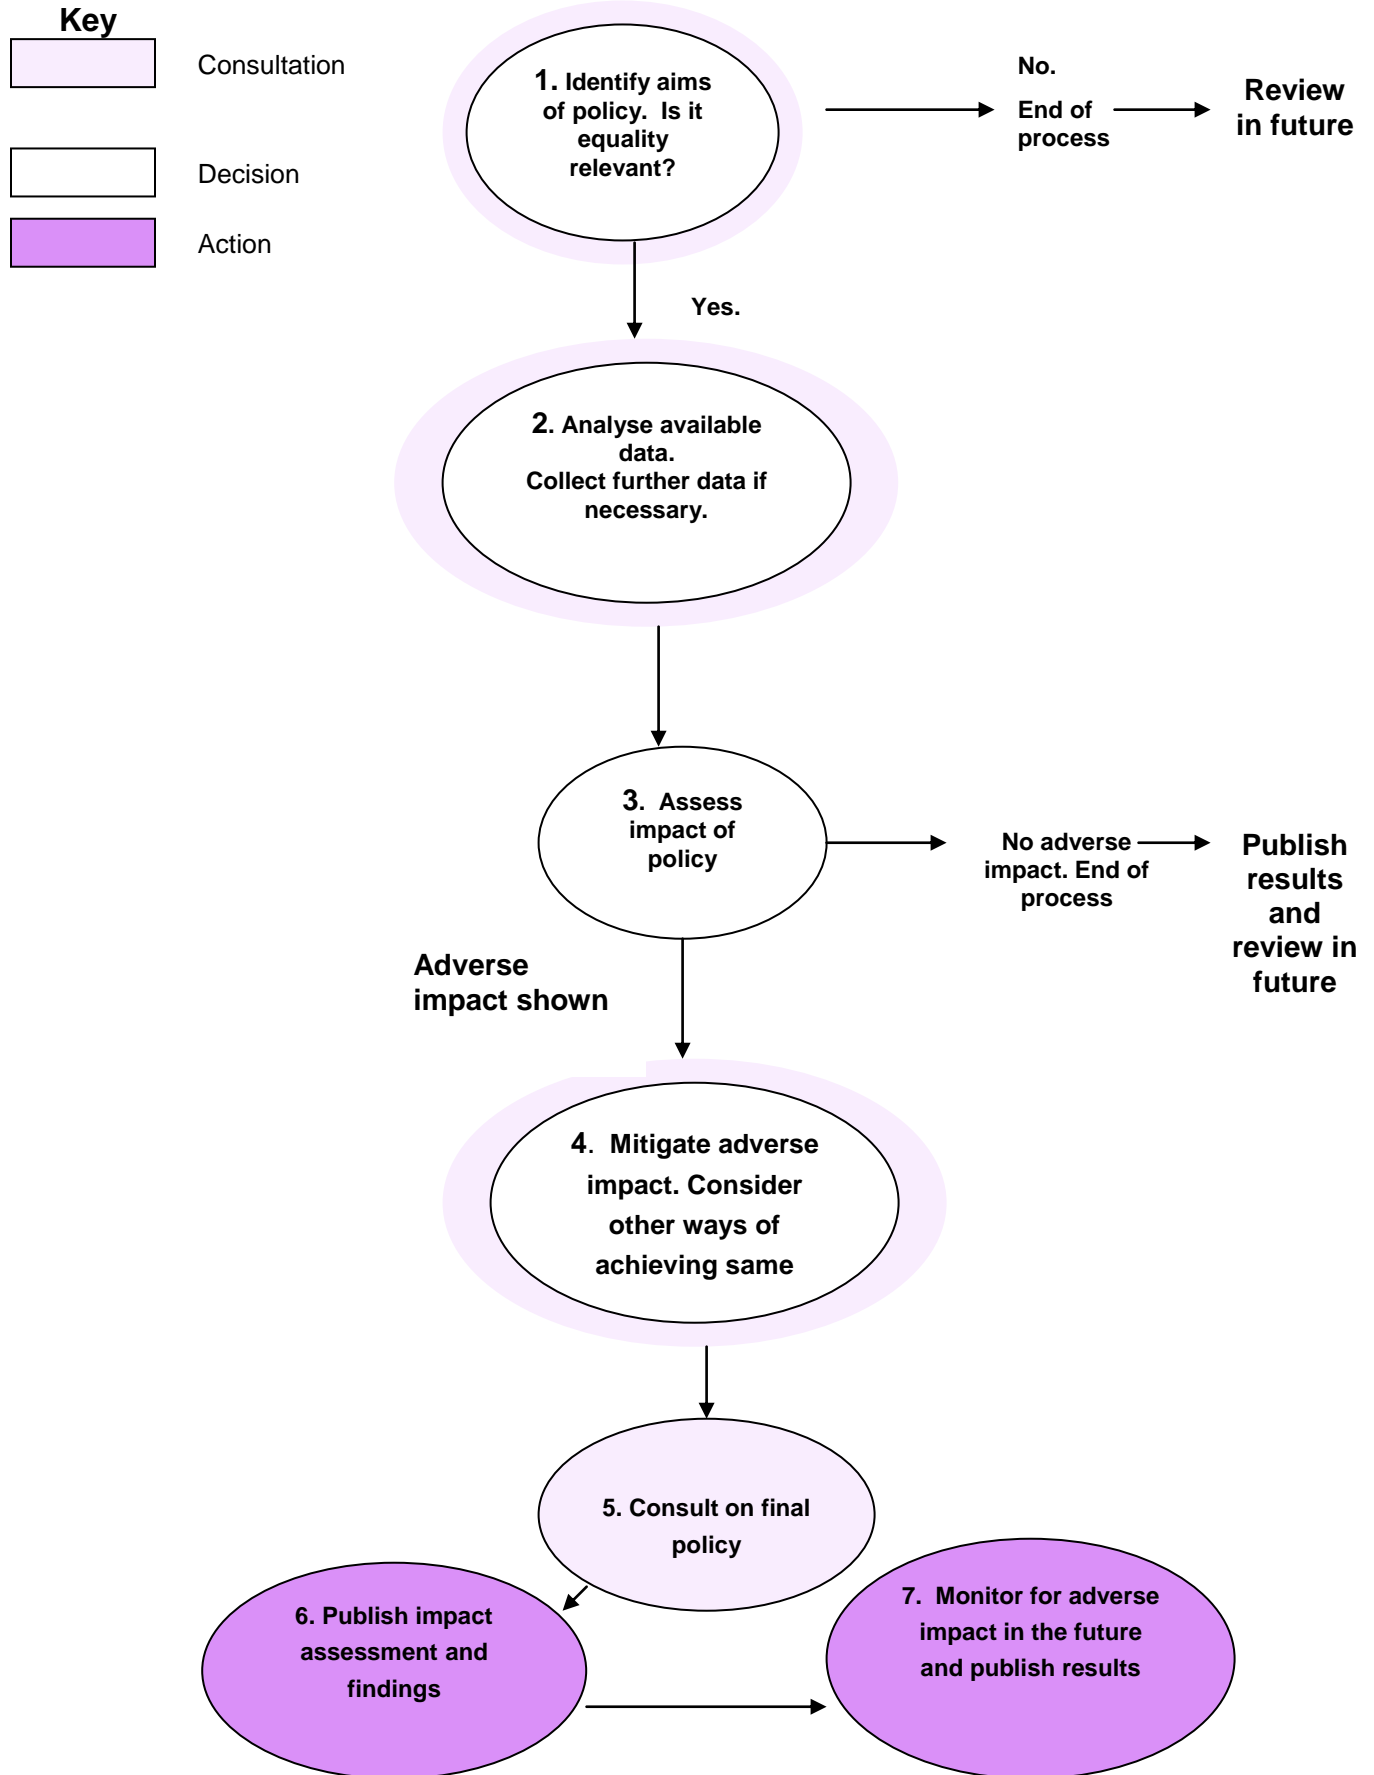 Key
Consultation
Decision
Action
1. Identify aims
of policy.  Is it
equality
relevant?
No.
End of
process
Review
in future
Yes.
2. Analyse available
data.
Collect further data if
necessary.
3.  Assess
impact of
policy
No adverse
impact. End of
process
Publish
results
and
review in
future
Adverse
impact shown
4.  Mitigate adverse
impact. Consider
other ways of
achieving same
5. Consult on final
policy
6. Publish impact
assessment and
findings
7.  Monitor for adverse
impact in the future
and publish results